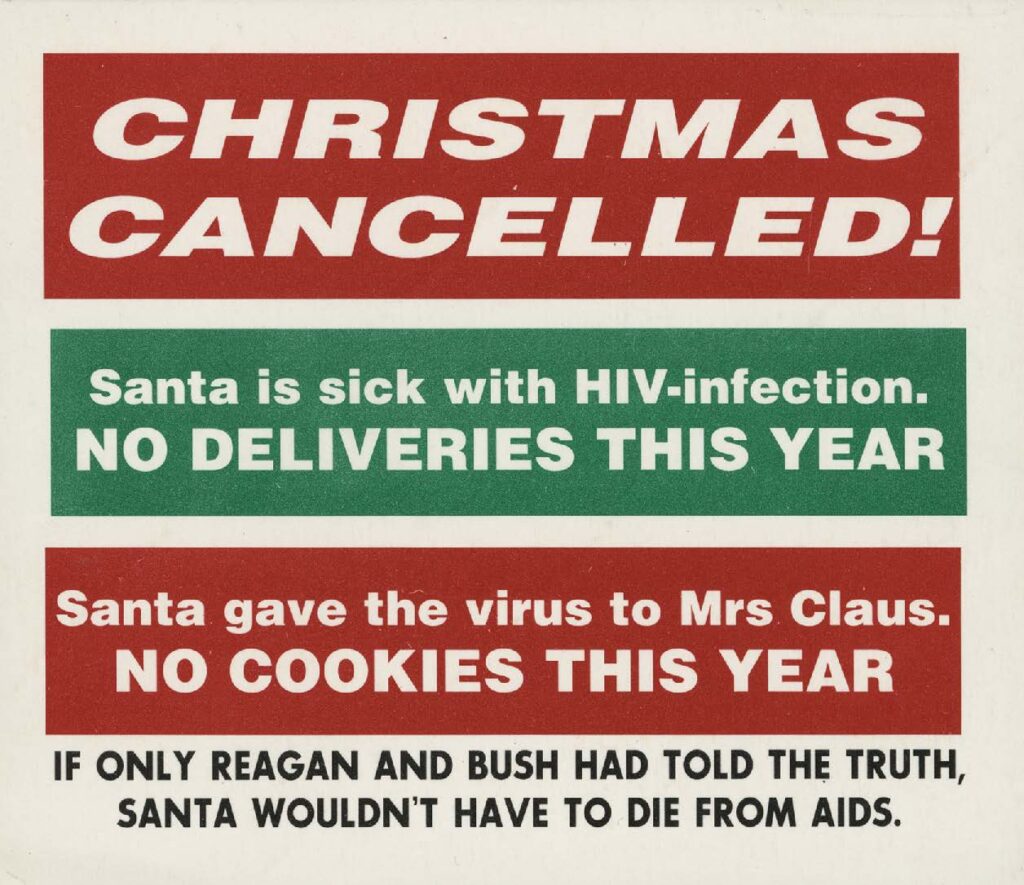 CHRISTMAS
CANCELLED!
Santa is sick with HIV-infection.
NO DELIVERIES THIS YEAR
Santa gave the virus to Mrs Claus.
NO COOKIES THIS YEAR
IF ONLY REAGAN AND BUSH HAD TOLD THE TRUTH,
SANTA WOULDN'T HAVE TO DIE FROM AIDS.